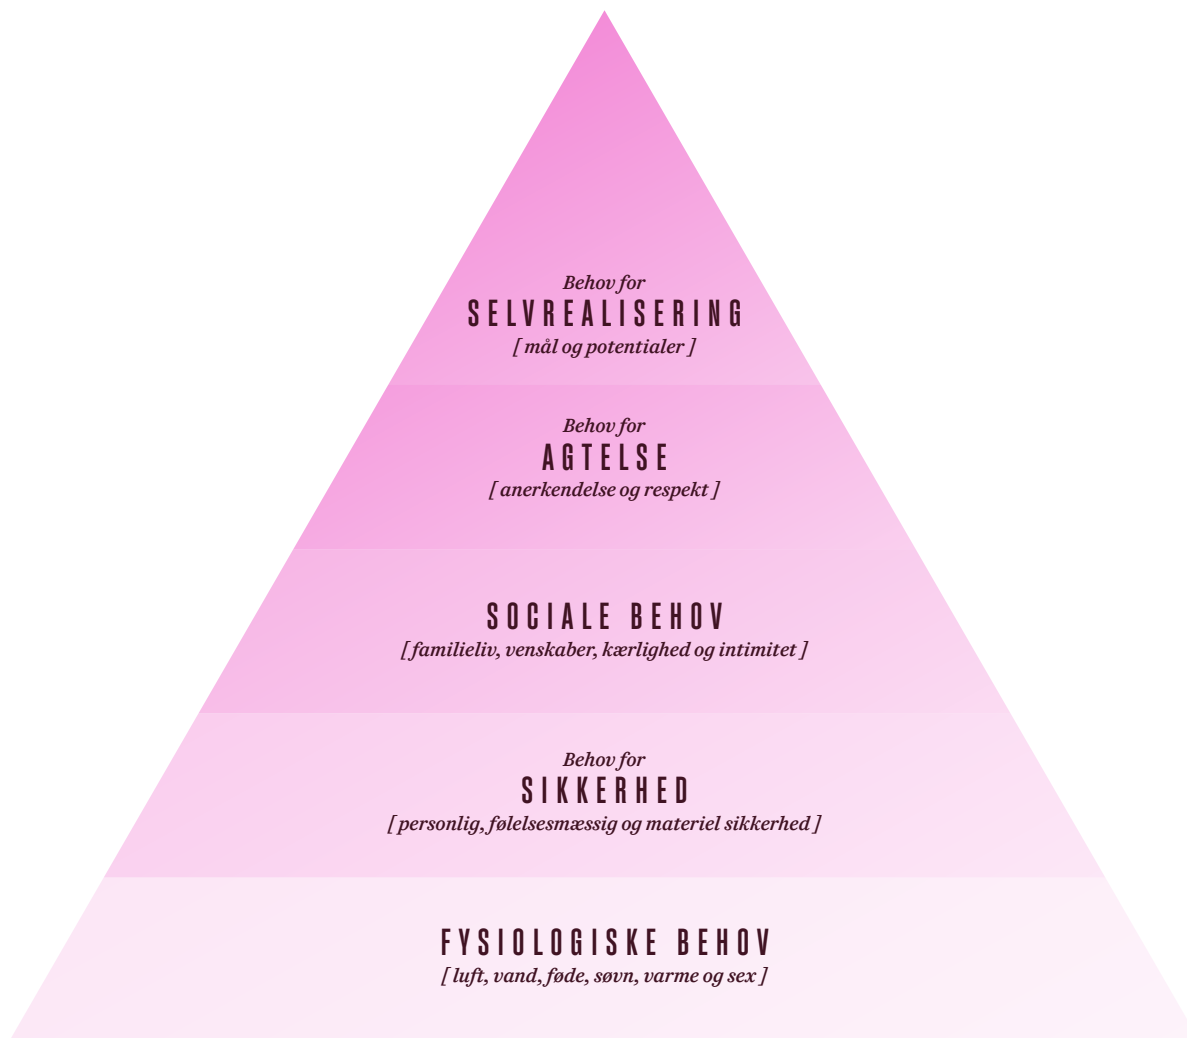 Behov for
SELVREALISERING
[ mål og potentialer ]
Behov for
AGTELSE
[ anerkendelse og respekt ]
SOCIALE BEHOV
[ familieliv, venskaber, kærlighed og intimitet ]
Behov for
SIKKERHED
[ personlig, følelsesmæssig og materiel sikkerhed ]
FYSIOLOGISKE BEHOV
[ luft, vand, føde, søvn, varme og sex ]